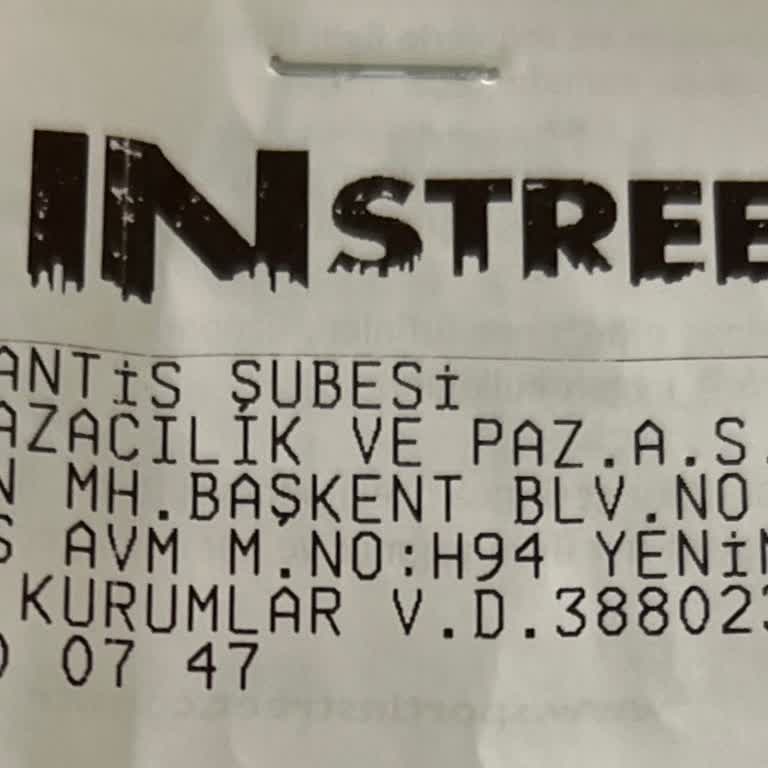 INSTREE
ANTİS ŞUBESİ
AZACILIK VE PAZ.A.S.
N MH.BAŞKENT BLV.NO
S AVM M.NO:H94 YENİM
KURUMLAR V.D.388023
0 07 47